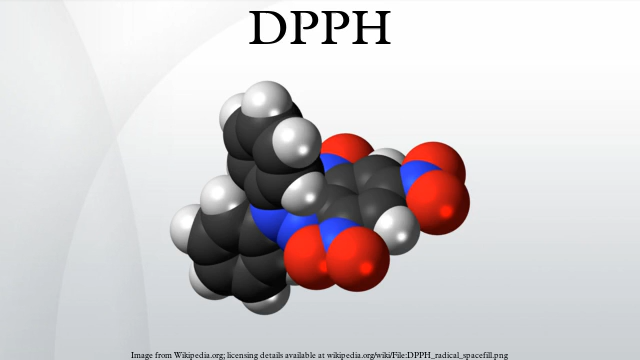 DPPH
Image from Wikipedia.org; licensing details available at wikipedia.org/wiki/File:DPPH_radical_spacefill.png